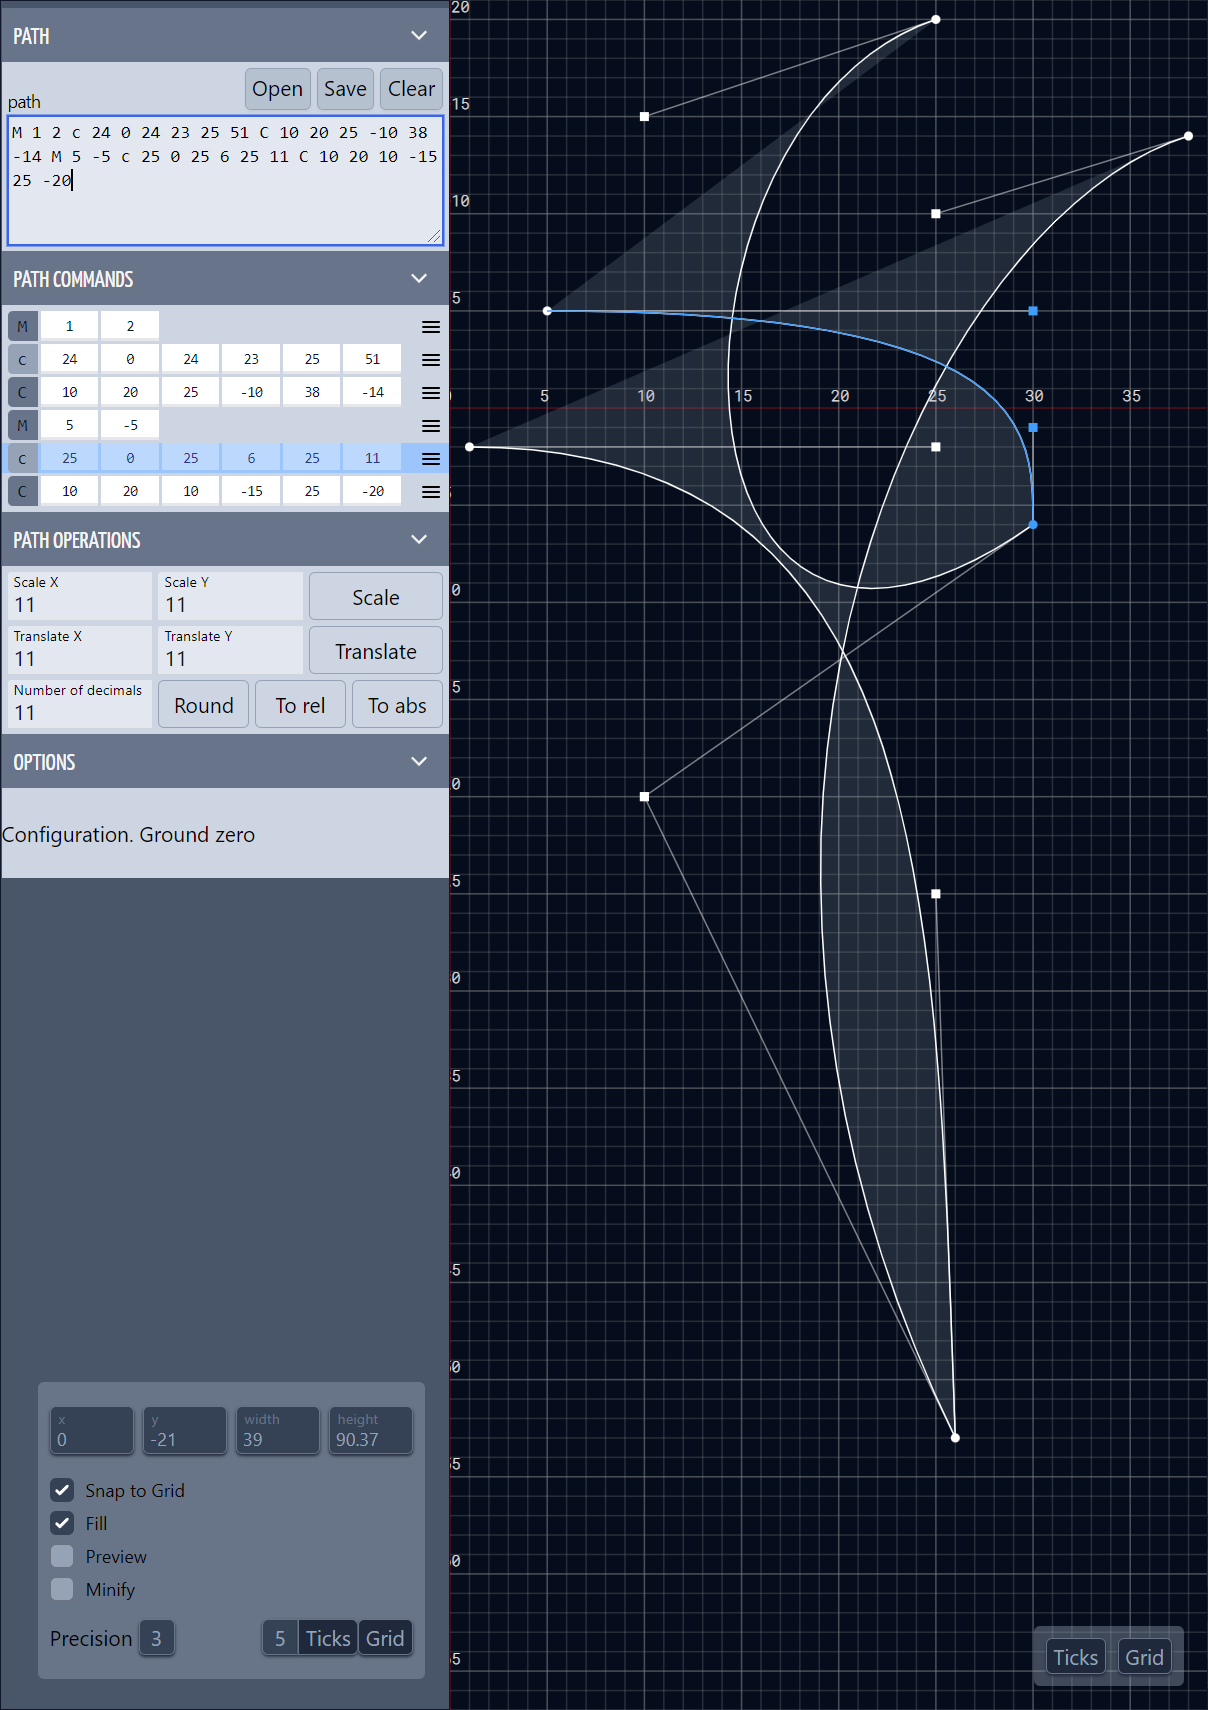 PATH
path
Open Save Clear
M 1 2 c 24 0 24 23 25 51 C 10 20 25 -10 38
-14 M 5 -5 c 25 0 25 6 25 11 C 10 20 10 -15
25 -20
PATH COMMANDS
M 1 2
c 24 0 24 23 25 51
C 10 20 25 -10 38 -14
M 5 -5
c 25 0 25 6 25 11
C 10 20 10 -15 25 -20
PATH OPERATIONS
Scale X Scale Y
11 11 Scale
Translate X Translate Y
11 11 Translate
Number of decimals
11 Round To rel To abs
OPTIONS
Configuration. Ground zero
x y width height
0 -21 39 90.37
Snap to Grid
Fill
Preview
Minify
Precision 3 5 Ticks Grid
20
15
10
5
5 10 15 20 25 30 35
0
5
0
5
0
5
0
5
0
5
0
5
Ticks Grid